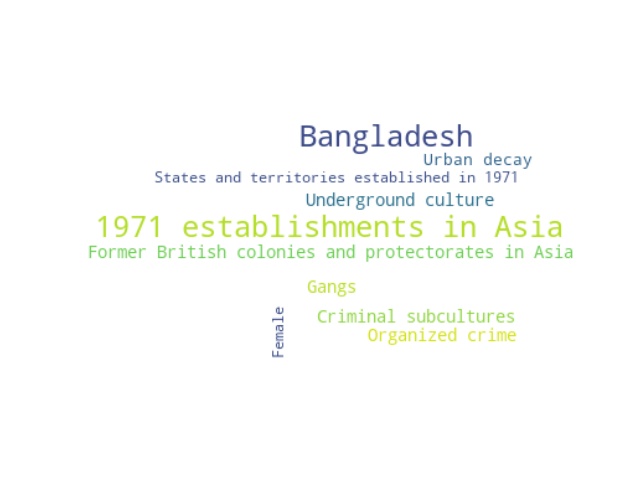 Bangladesh
Urban decay
States and territories established in 1971
Underground culture
1971 establishments in Asia
Former British colonies and protectorates in Asia
Gangs
Female
Criminal subcultures
Organized crime